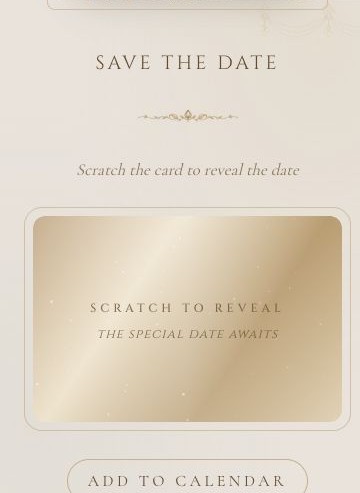 SAVE THE DATE
Scratch the card to reveal the date
SCRATCH TO REVEAL
THE SPECIAL DATE AWAITS
ADD TO CALENDAR